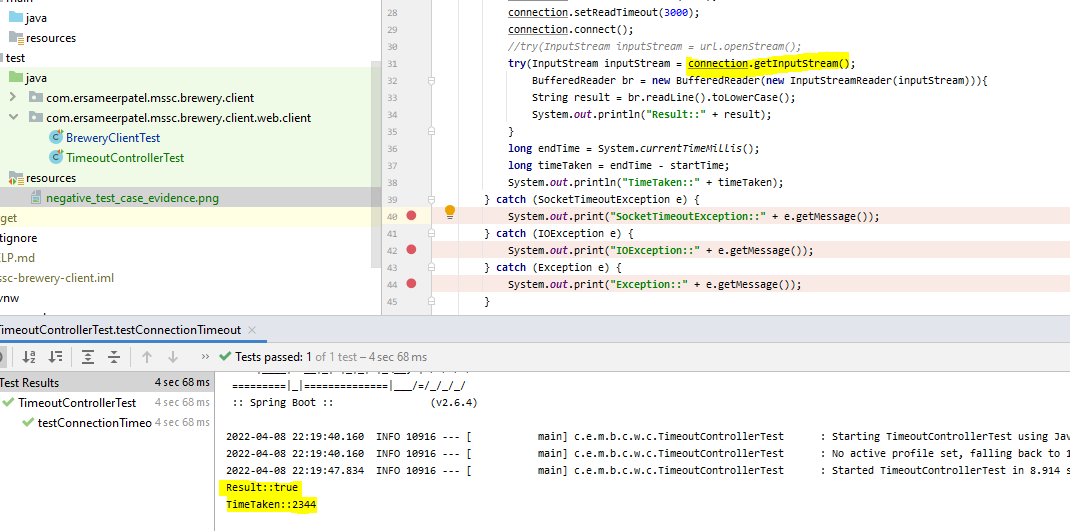 java
resources
test
java
com.ersameerpatel.mssc.brewery.client
com.ersameerpatel.mssc.brewery.client.web.client
BreweryClientTest
TimeoutControllerTest
resources
negative_test_case_evidence.png
get
tignore
LP.md
ssc-brewery-client.iml
vnw
28 connection.setReadTimeout(3000);
29 connection.connect();
30 //try(InputStream inputStream = url.openStream();
31 try(InputStream inputStream = connection.getInputStream();
32 BufferedReader br = new BufferedReader(new InputStreamReader(inputStream))){
33 String result = br.readLine().toLowerCase();
34 System.out.println("Result::" + result);
35 }
36 long endTime = System.currentTimeMillis();
37 long timeTaken = endTime - startTime;
38 System.out.println("TimeTaken::" + timeTaken);
39 } catch (SocketTimeoutException e) {
40 System.out.print("SocketTimeoutException::" + e.getMessage());
41 } catch (IOException e) {
42 System.out.print("IOException::" + e.getMessage());
43 } catch (Exception e) {
44 System.out.print("Exception::" + e.getMessage());
45 }
TimeoutControllerTest.testConnectionTimeout ×
» Tests passed: 1 of 1 test – 4 sec 68 ms
Test Results 4 sec 68 ms
TimeoutControllerTest 4 sec 68 ms
testConnectionTimeo 4 sec 68 ms
=========|_|==============|___/=/_/_/_/
:: Spring Boot :: (v2.6.4)
2022-04-08 22:19:40.160 INFO 10916 --- [ main] c.e.m.b.c.w.c.TimeoutControllerTest : Starting TimeoutControllerTest using Jav
2022-04-08 22:19:40.160 INFO 10916 --- [ main] c.e.m.b.c.w.c.TimeoutControllerTest : No active profile set, falling back to 1
2022-04-08 22:19:47.834 INFO 10916 --- [ main] c.e.m.b.c.w.c.TimeoutControllerTest : Started TimeoutControllerTest in 8.914 s
Result::true
TimeTaken::2344